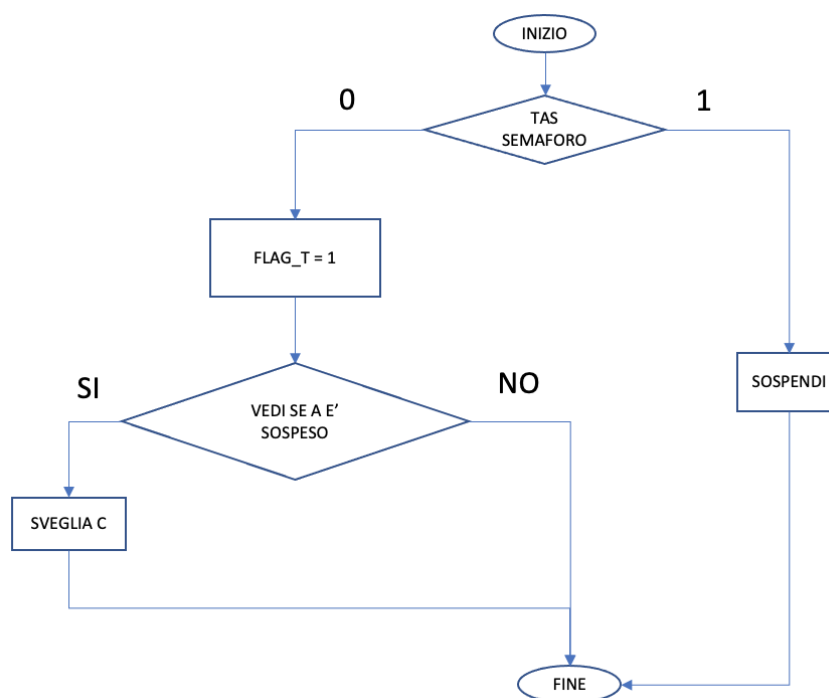 INIZIO
0
1
TAS
SEMAFORO
FLAG_T = 1
SI
NO
VEDI SE A E’
SOSPESO
SOSPENDI
SVEGLIA C
FINE